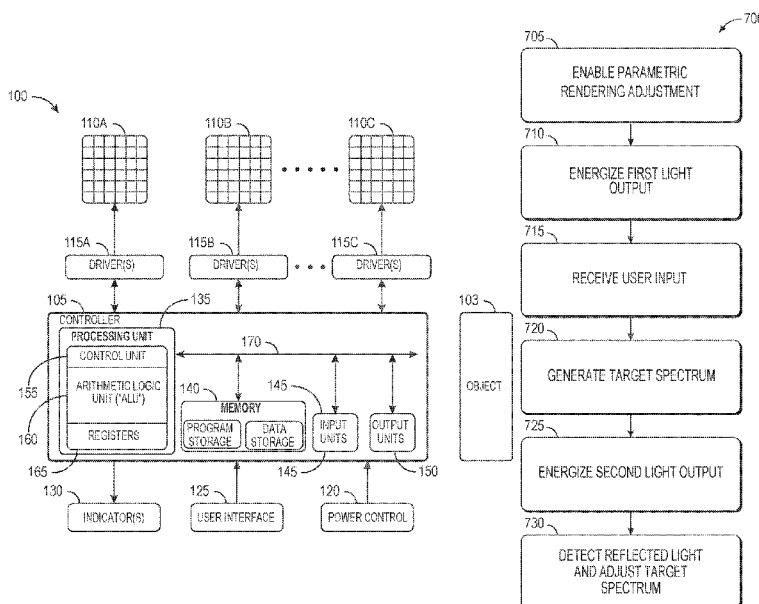 100
110A
110B
110C
115A
115B
115C
DRIVER(S)
DRIVER(S)
DRIVER(S)
105
135
CONTROLLER
PROCESSING UNIT
CONTROL UNIT
155
ARITHMETIC LOGIC
UNIT ("ALU")
160
REGISTERS
165
170
140
MEMORY
PROGRAM
STORAGE
DATA
STORAGE
145
INPUT
UNITS
145
OUTPUT
UNITS
150
130
INDICATOR(S)
125
USER INTERFACE
120
POWER CONTROL
103
OBJECT
705
ENABLE PARAMETRIC
RENDERING ADJUSTMENT
710
ENERGIZE FIRST LIGHT
OUTPUT
715
RECEIVE USER INPUT
720
GENERATE TARGET SPECTRUM
725
ENERGIZE SECOND LIGHT OUTPUT
730
DETECT REFLECTED LIGHT
AND ADJUST TARGET
SPECTRUM